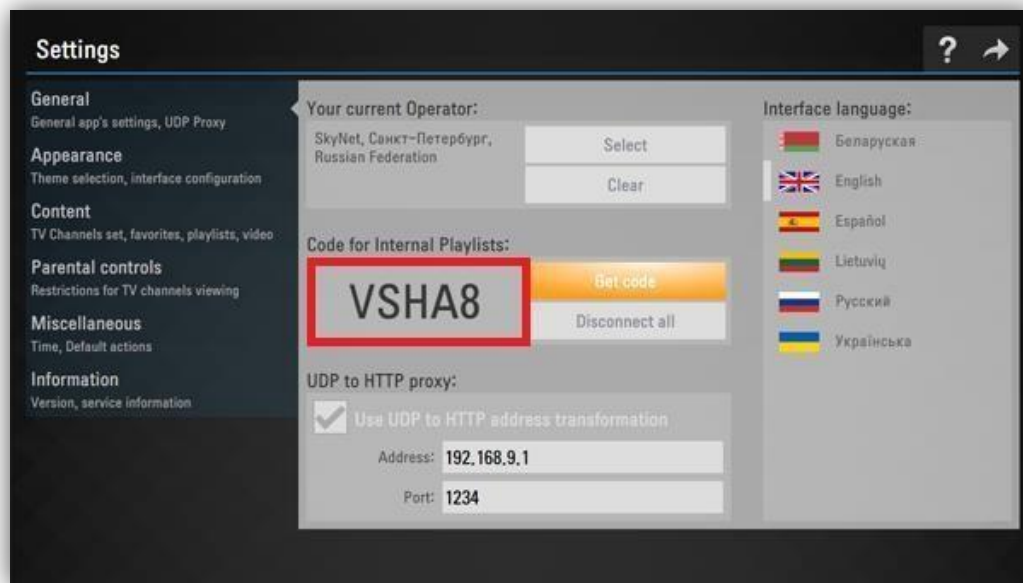 Settings
?
General
General app's settings, UDP Proxy
Appearance
Theme selection, interface configuration
Content
TV Channels set, favorites, playlists, video
Parental controls
Restrictions for TV channels viewing
Miscellaneous
Time, Default actions
Information
Version, service information
Your current Operator:
SkyNet, Санкт-Петербург,
Russian Federation
Select
Clear
Code for Internal Playlists:
VSHA8
Get code
Disconnect all
UDP to HTTP proxy:
Use UDP to HTTP address transformation
Address: 192.168.9.1
Port: 1234
Interface language:
Беларуская
English
Español
Lietuvių
Русский
Українська